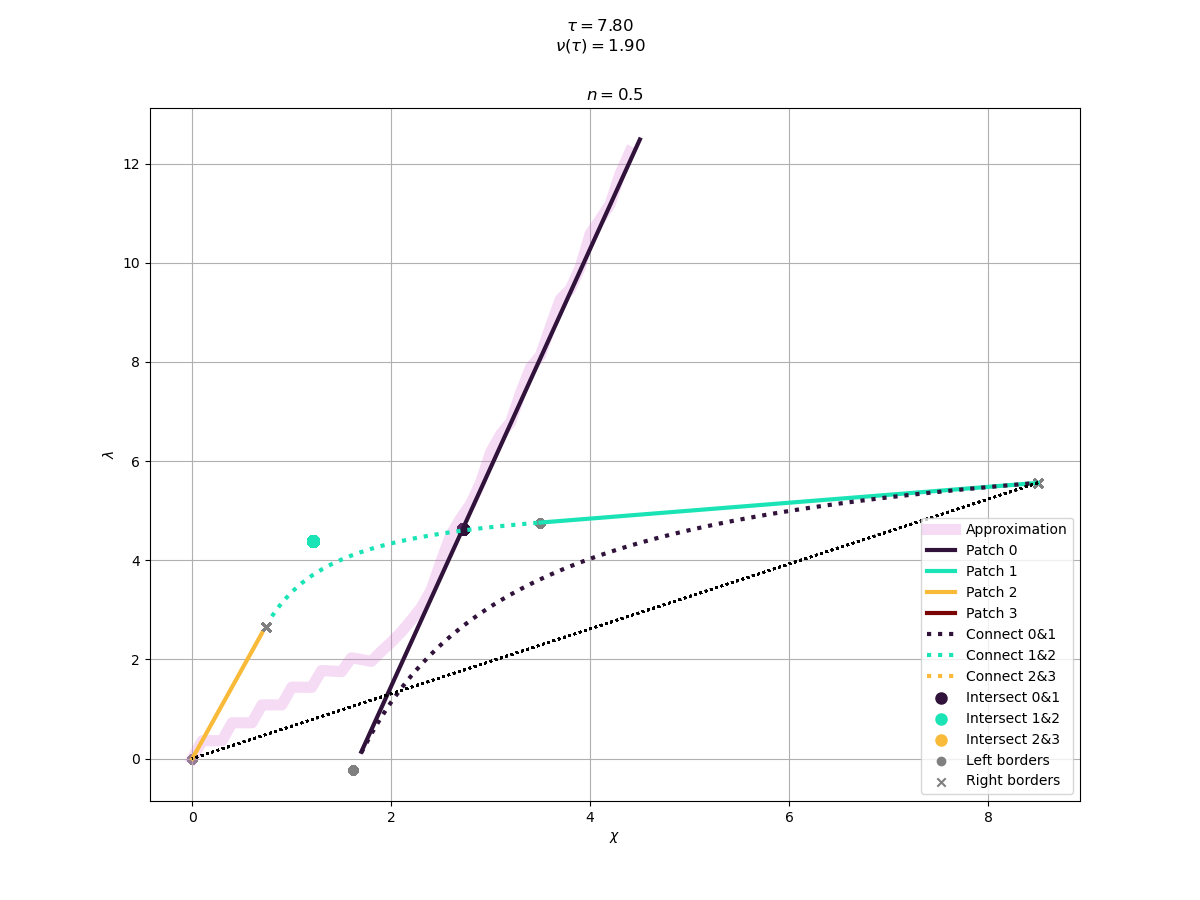 τ = 7.80
ν(τ) = 1.90
n = 0.5
λ
12
10
8
6
4
2
0
0 2 4 6 8
χ
Approximation
Patch 0
Patch 1
Patch 2
Patch 3
Connect 0&1
Connect 1&2
Connect 2&3
Intersect 0&1
Intersect 1&2
Intersect 2&3
Left borders
Right borders